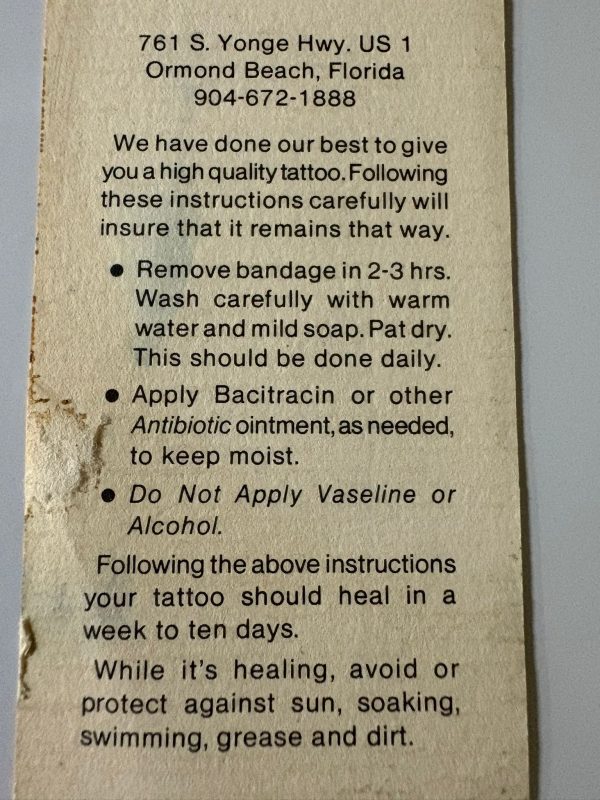 761 S. Yonge Hwy. US 1
Ormond Beach, Florida
904-672-1888
We have done our best to give
you a high quality tattoo. Following
these instructions carefully will
insure that it remains that way.
● Remove bandage in 2-3 hrs.
Wash carefully with warm
water and mild soap. Pat dry.
This should be done daily.
● Apply Bacitracin or other
Antibiotic ointment, as needed,
to keep moist.
● Do Not Apply Vaseline or
Alcohol.
Following the above instructions
your tattoo should heal in a
week to ten days.
While it's healing, avoid or
protect against sun, soaking,
swimming, grease and dirt.